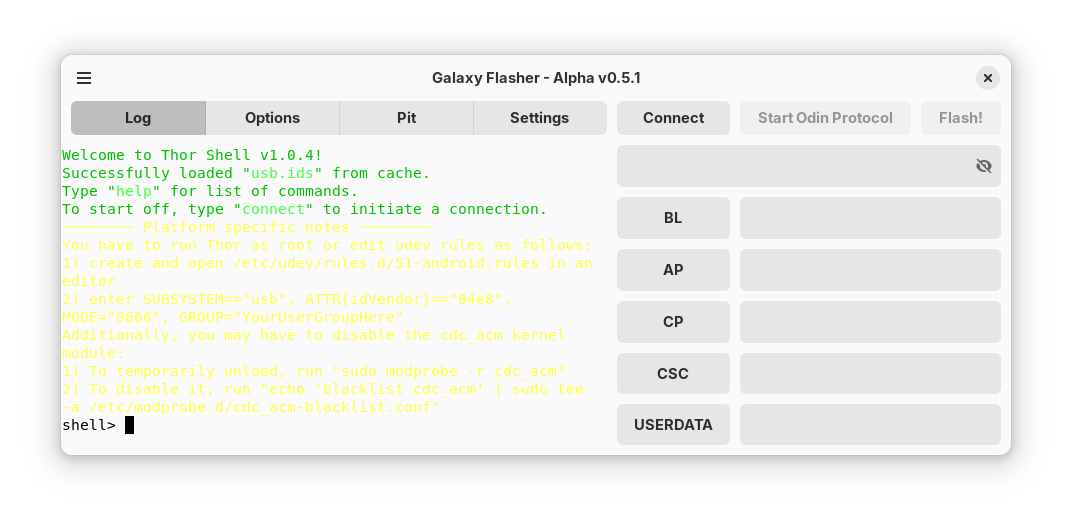 Galaxy Flasher - Alpha v0.5.1
Log Options Pit Settings Connect Start Odin Protocol Flash!
Welcome to Thor Shell v1.0.4!
Successfully loaded "usb.ids" from cache.
Type "help" for list of commands.
To start off, type "connect" to initiate a connection.
~~~~~~~~ Platform specific notes ~~~~~~~~
You have to run Thor as root or edit udev rules as follows:
1) create and open /etc/udev/rules.d/51-android.rules in an
editor
2) enter SUBSYSTEM=="usb", ATTR{idVendor}=="04e8",
MODE="0666", GROUP="YourUserGroupHere"
Additionally, you may have to disable the cdc_acm kernel
module:
1) To temporarily unload, run "sudo modprobe -r cdc_acm"
2) To disable it, run "echo 'blacklist cdc_acm' | sudo tee
-a /etc/modprobe.d/cdc_acm-blacklist.conf"
shell>
BL
AP
CP
CSC
USERDATA